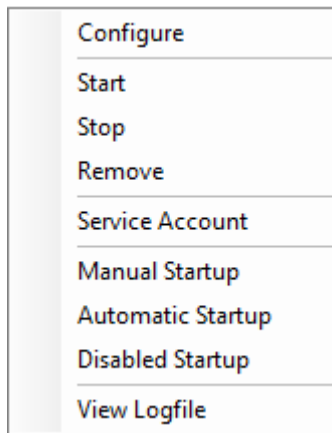 Configure
Start
Stop
Remove
Service Account
Manual Startup
Automatic Startup
Disabled Startup
View Logfile